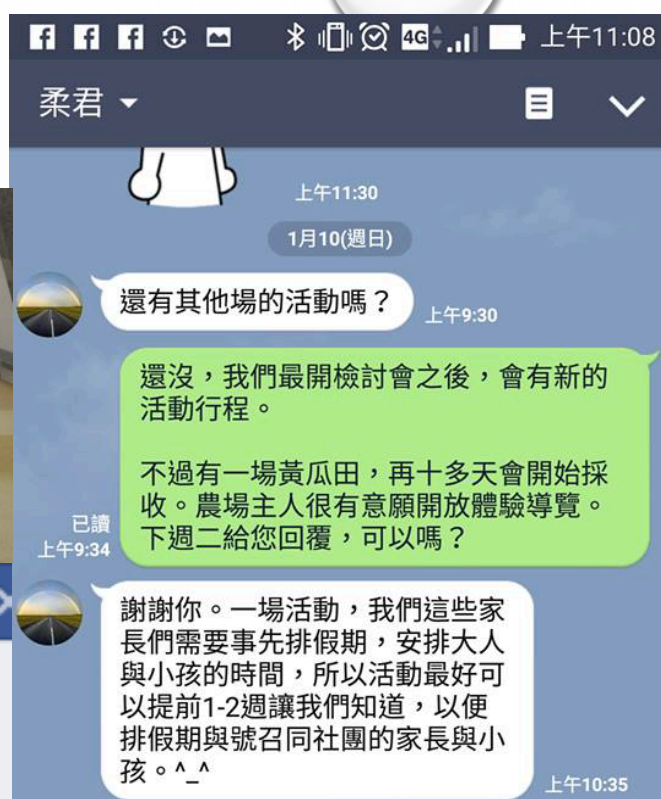 4G
上午11:08
柔君
上午11:30
1月10(週日)
還有其他場的活動嗎？
上午9:30
還沒，我們最開檢討會之後，會有新的
活動行程。
不過有一場黃瓜田，再十多天會開始採
收。農場主人很有意願開放體驗導覽。
下週二給您回覆，可以嗎？
已讀
上午9:34
謝謝你。一場活動，我們這些家
長們需要事先排假期，安排大人
與小孩的時間，所以活動最好可
以提前1-2週讓我們知道，以便
排假期與號召同社團的家長與小
孩。^_^
上午10:35